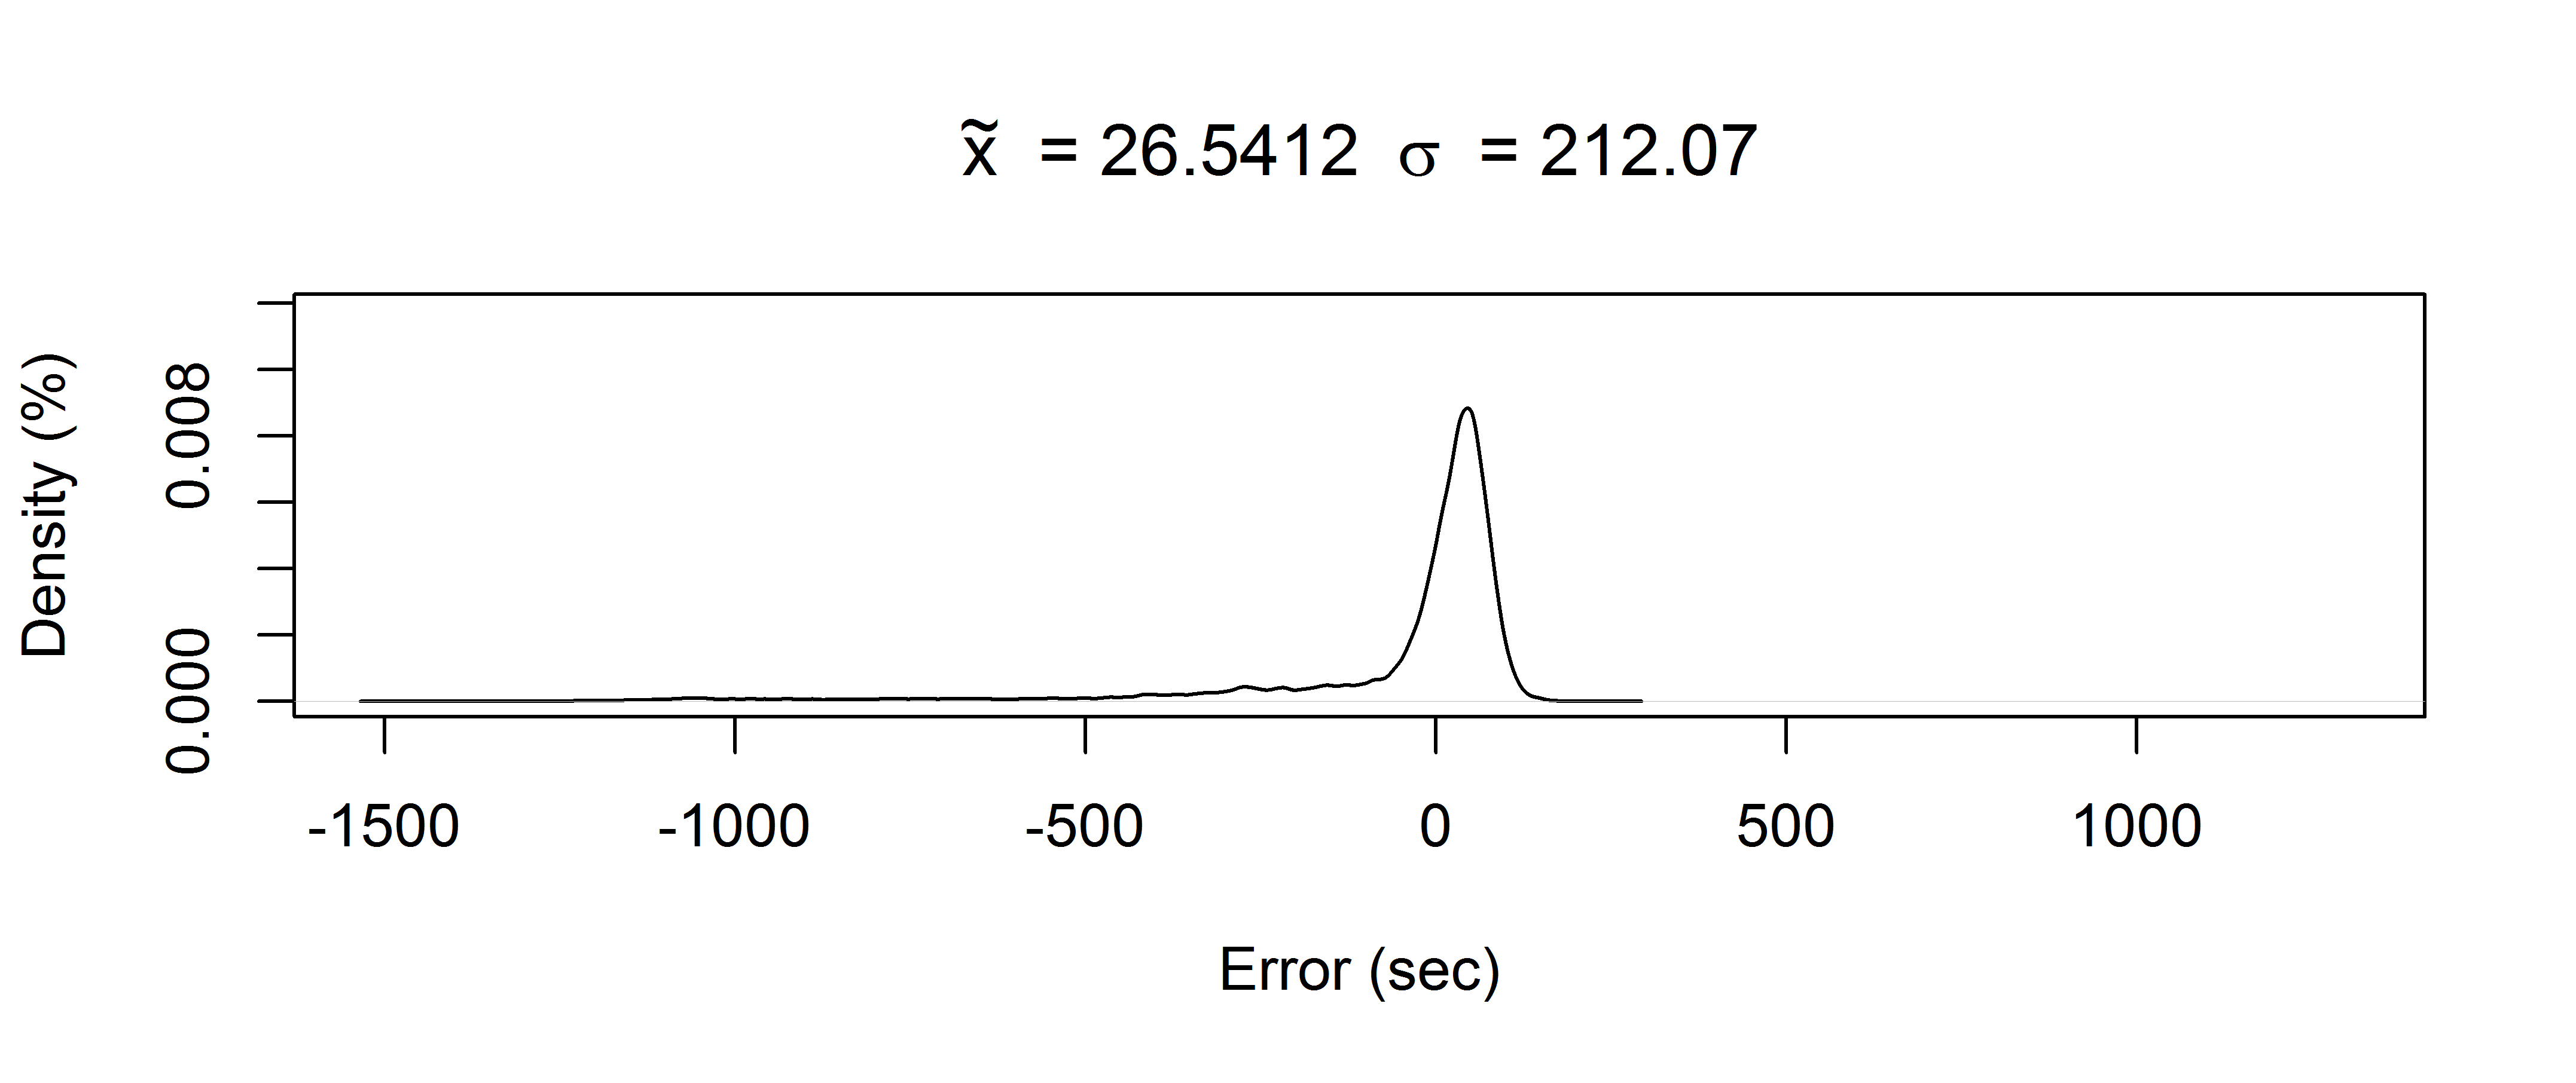 x̃ = 26.5412 σ = 212.07
Density (%)
0.008
0.000
-1500 -1000 -500 0 500 1000
Error (sec)